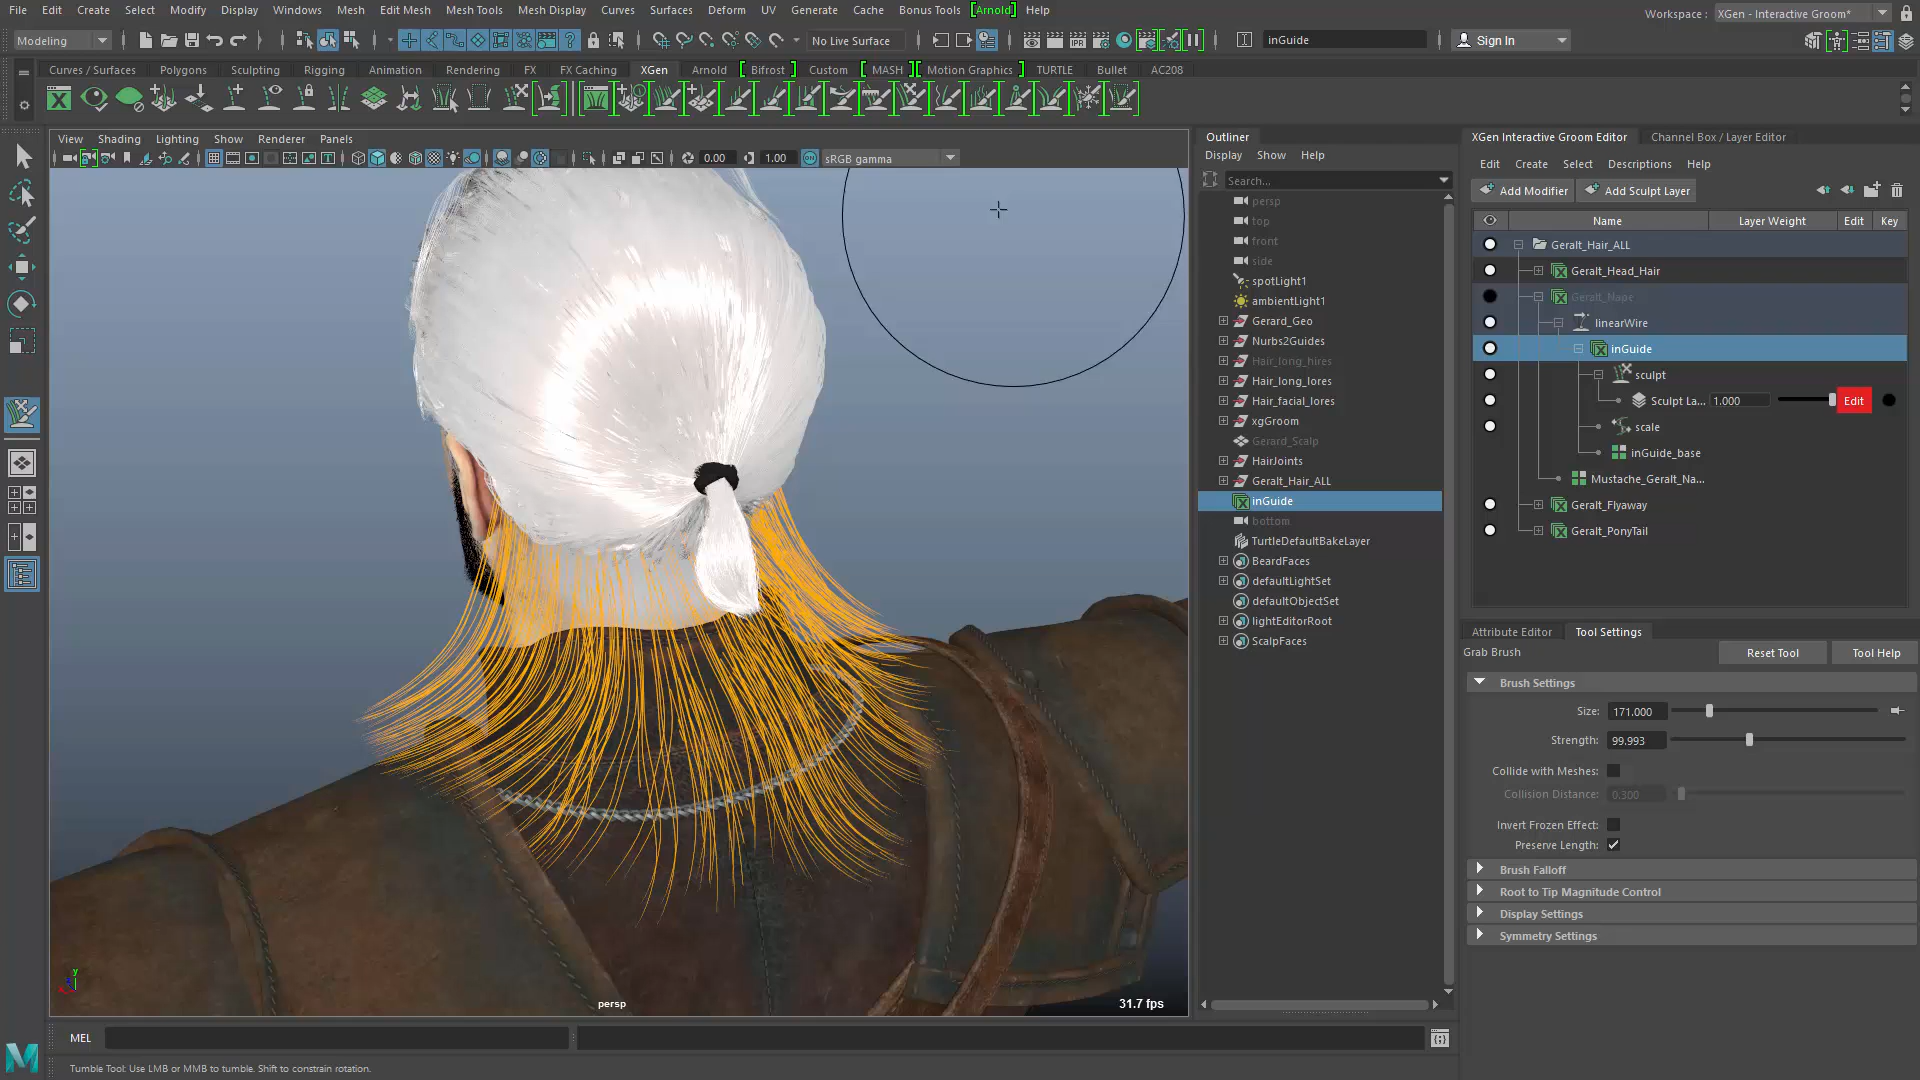 File Edit Create Select Modify Display Windows Mesh Edit Mesh Mesh Tools Mesh Display Curves Surfaces Deform UV Generate Cache Bonus Tools [Arnold] Help
Workspace : XGen - Interactive Groom*
Modeling
No Live Surface
inGuide
Sign In
Curves / Surfaces Polygons Sculpting Rigging Animation Rendering FX FX Caching XGen Arnold Bifrost Custom MASH Motion Graphics TURTLE Bullet AC208
IPR
View Shading Lighting Show Renderer Panels
0.00 1.00 sRGB gamma
persp
31.7 fps
Outliner
Display Show Help
Search...
persp
top
front
side
spotLight1
ambientLight1
Gerard_Geo
Nurbs2Guides
Hair_long_hires
Hair_long_lores
Hair_facial_lores
xgGroom
Gerard_Scalp
HairJoints
Geralt_Hair_ALL
inGuide
bottom
TurtleDefaultBakeLayer
BeardFaces
defaultLightSet
defaultObjectSet
lightEditorRoot
ScalpFaces
XGen Interactive Groom Editor Channel Box / Layer Editor
Edit Create Select Descriptions Help
Add Modifier Add Sculpt Layer
Name Layer Weight Edit Key
Geralt_Hair_ALL
Geralt_Head_Hair
Geralt_Nape
linearWire
inGuide
sculpt
Sculpt La... 1.000 Edit
scale
inGuide_base
Mustache_Geralt_Na...
Geralt_Flyaway
Geralt_PonyTail
Attribute Editor Tool Settings
Grab Brush Reset Tool Tool Help
Brush Settings
Size: 171.000
Strength: 99.993
Collide with Meshes:
Collision Distance: 0.300
Invert Frozen Effect:
Preserve Length:
Brush Falloff
Root to Tip Magnitude Control
Display Settings
Symmetry Settings
MEL
Tumble Tool: Use LMB or MMB to tumble. Shift to constrain rotation.